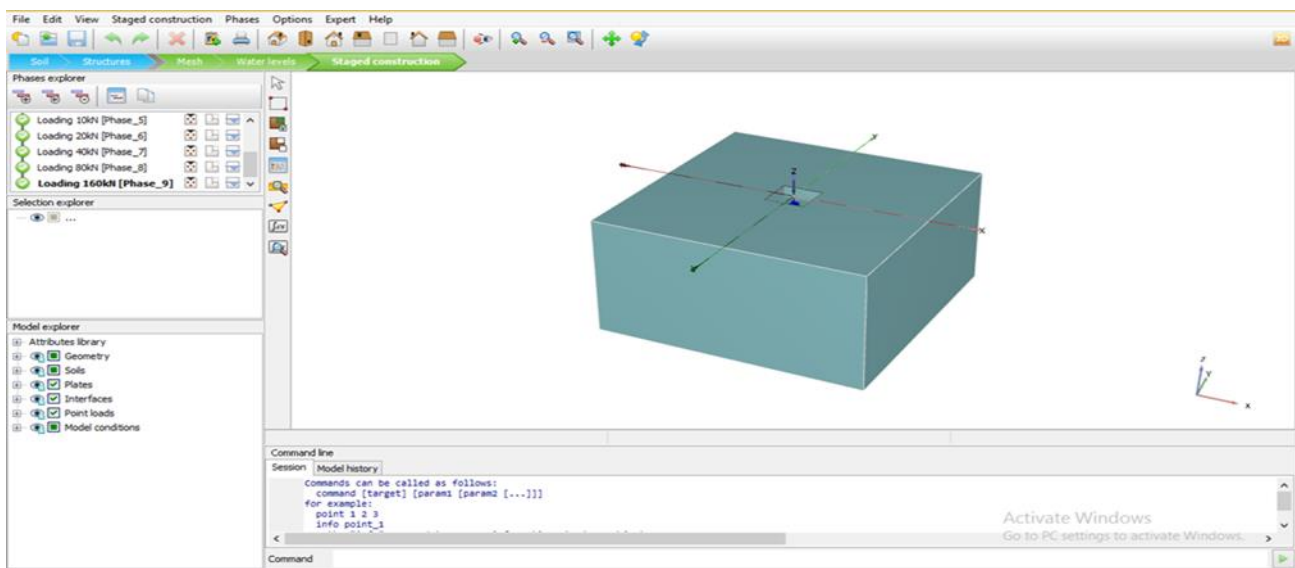 File Edit View Staged construction Phases Options Expert Help
Soil Structures Mesh Water levels Staged construction
Phases explorer
Loading 10kN [Phase_5]
Loading 20kN [Phase_6]
Loading 40kN [Phase_7]
Loading 80kN [Phase_8]
Loading 160kN [Phase_9]
Selection explorer
...
Model explorer
Attributes library
Geometry
Soils
Plates
Interfaces
Point loads
Model conditions
z
y
x
z
y
x
Command line
Session Model history
Commands can be called as follows:
command [target] [param1 [param2 [...]]]
for example:
point 1 2 3
info point_1
Activate Windows
Go to PC settings to activate Windows.
Command